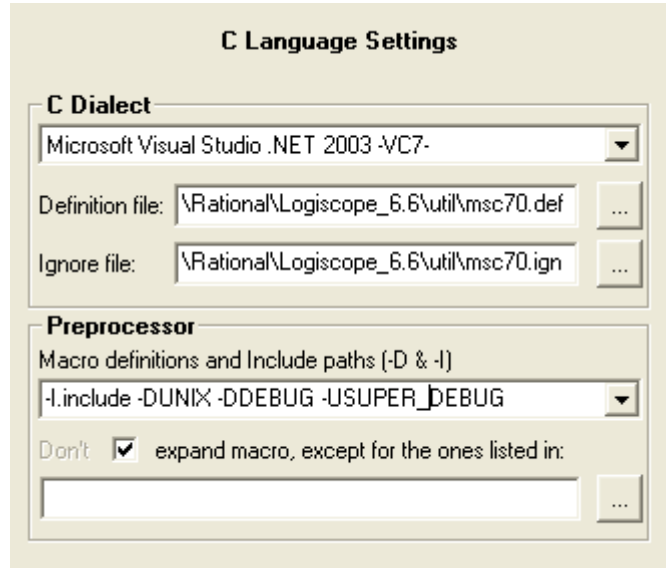 C Language Settings
C Dialect
Microsoft Visual Studio .NET 2003 -VC7-
Definition file: \Rational\Logiscope_6.6\util\msc70.def ...
Ignore file: \Rational\Logiscope_6.6\util\msc70.ign ...
Preprocessor
Macro definitions and Include paths (-D & -I)
-I.include -DUNIX -DDEBUG -USUPER_DEBUG
Don't expand macro, except for the ones listed in:
...